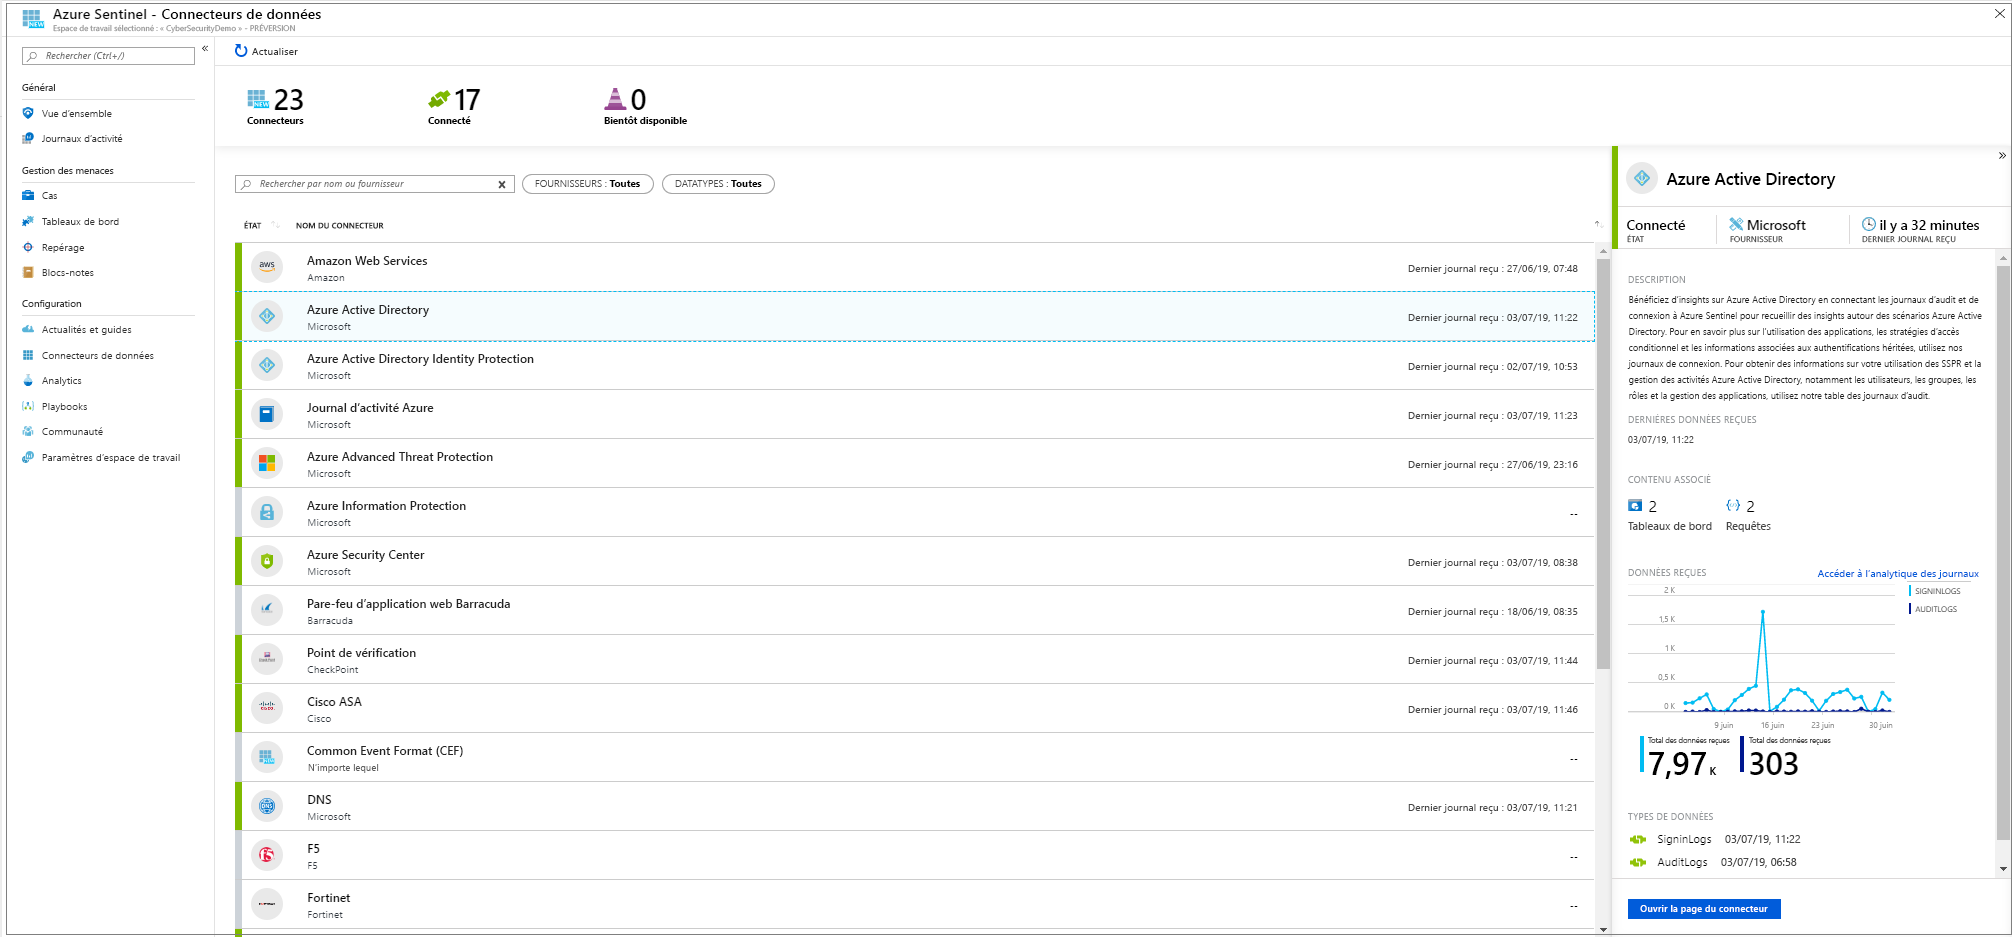 Azure Sentinel - Connecteurs de données
Espace de travail sélectionné : « CyberSecurityDemo » - PRÉVERSION
Rechercher (Ctrl+/)
«
Actualiser
Général
Vue d'ensemble
Journaux d'activité
Gestion des menaces
Cas
Tableaux de bord
Repérage
Blocs-notes
Configuration
Actualités et guides
Connecteurs de données
Analytics
Playbooks
Communauté
Paramètres d'espace de travail
NEW 23
Connecteurs
17
Connecté
0
Bientôt disponible
Rechercher par nom ou fournisseur
FOURNISSEURS : Toutes
DATATYPES : Toutes
ÉTAT
NOM DU CONNECTEUR
aws
Amazon Web Services
Amazon
Dernier journal reçu : 27/06/19, 07:48
Azure Active Directory
Microsoft
Dernier journal reçu : 03/07/19, 11:22
Azure Active Directory Identity Protection
Microsoft
Dernier journal reçu : 02/07/19, 10:53
Journal d'activité Azure
Microsoft
Dernier journal reçu : 03/07/19, 11:23
Azure Advanced Threat Protection
Microsoft
Dernier journal reçu : 27/06/19, 23:16
Azure Information Protection
Microsoft
--
Azure Security Center
Microsoft
Dernier journal reçu : 03/07/19, 08:38
Pare-feu d'application web Barracuda
Barracuda
Dernier journal reçu : 18/06/19, 08:35
Point de vérification
CheckPoint
Dernier journal reçu : 03/07/19, 11:44
Cisco ASA
Cisco
Dernier journal reçu : 03/07/19, 11:46
Common Event Format (CEF)
N'importe lequel
--
DNS
Microsoft
Dernier journal reçu : 03/07/19, 11:21
F5
F5
--
Fortinet
Fortinet
--
»
Azure Active Directory
Connecté
ÉTAT
Microsoft
FOURNISSEUR
il y a 32 minutes
DERNIER JOURNAL REÇU
DESCRIPTION
Bénéficiez d'insights sur Azure Active Directory en connectant les journaux d'audit et de
connexion à Azure Sentinel pour recueillir des insights autour des scénarios Azure Active
Directory. Pour en savoir plus sur l'utilisation des applications, les stratégies d'accès
conditionnel et les informations associées aux authentifications héritées, utilisez nos
journaux de connexion. Pour obtenir des informations sur votre utilisation des SSPR et la
gestion des activités Azure Active Directory, notamment les utilisateurs, les groupes, les
rôles et la gestion des applications, utilisez notre table des journaux d'audit.
DERNIÈRES DONNÉES REÇUES
03/07/19, 11:22
CONTENU ASSOCIÉ
2
Tableaux de bord
2
Requêtes
DONNÉES REÇUES
Accéder à l'analytique des journaux
2 K
1,5 K
1 K
0,5 K
0 K
9 juin
16 juin
23 juin
30 juin
SIGNINLOGS
AUDITLOGS
Total des données reçues
7,97 K
Total des données reçues
303
TYPES DE DONNÉES
SigninLogs 03/07/19, 11:22
AuditLogs 03/07/19, 06:58
Ouvrir la page du connecteur